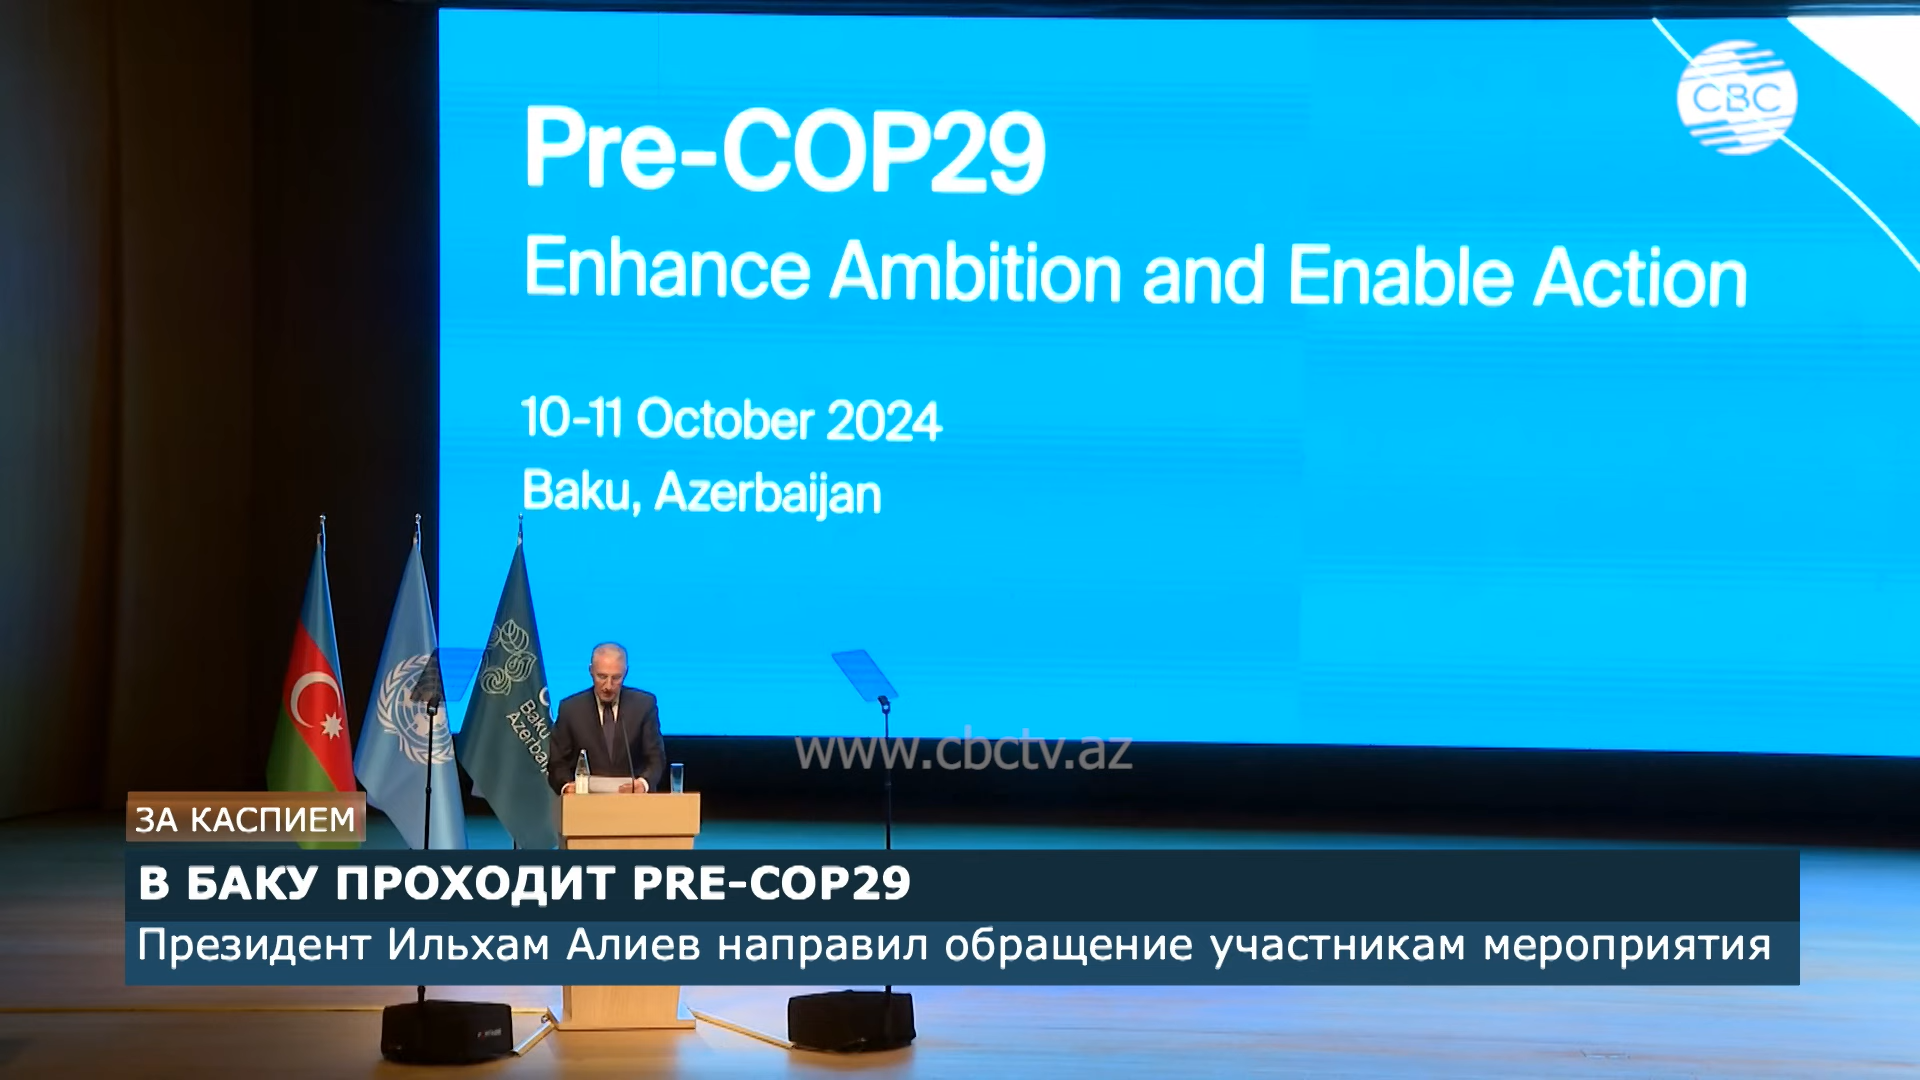 CBC
Pre-COP29
Enhance Ambition and Enable Action
10-11 October 2024
Baku, Azerbaijan
Baku
www.cbctv.az
ЗА КАСПИЕМ
В БАКУ ПРОХОДИТ PRE-COP29
Президент Ильхам Алиев направил обращение участникам мероприятия